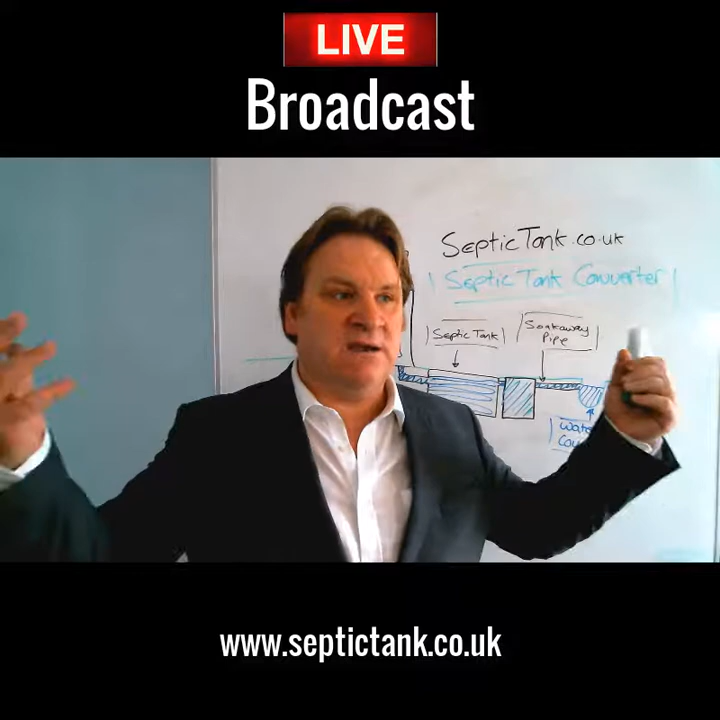 LIVE
Broadcast
SepticTank.co.uk
Septic Tank Converter
Septic Tank
Soakaway
Pipe
www.septictank.co.uk